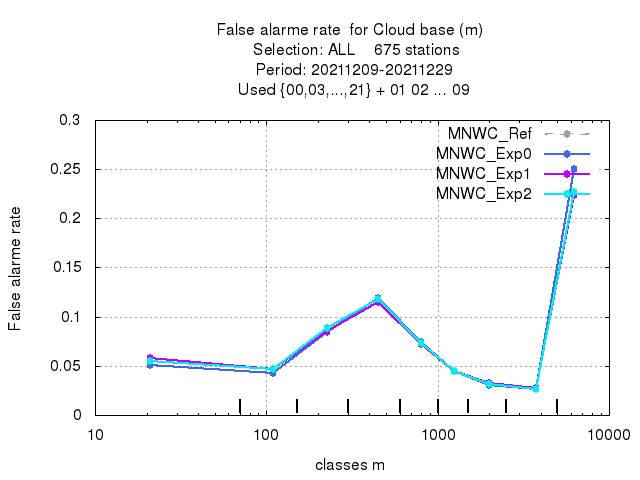 False alarme rate  for Cloud base (m)
Selection: ALL    675 stations
Period: 20211209-20211229
Used {00,03,...,21} + 01 02 ... 09
MNWC_Ref
MNWC_Exp0
MNWC_Exp1
MNWC_Exp2
False alarme rate
0.3
0.25
0.2
0.15
0.1
0.05
0
10
100
1000
10000
classes m